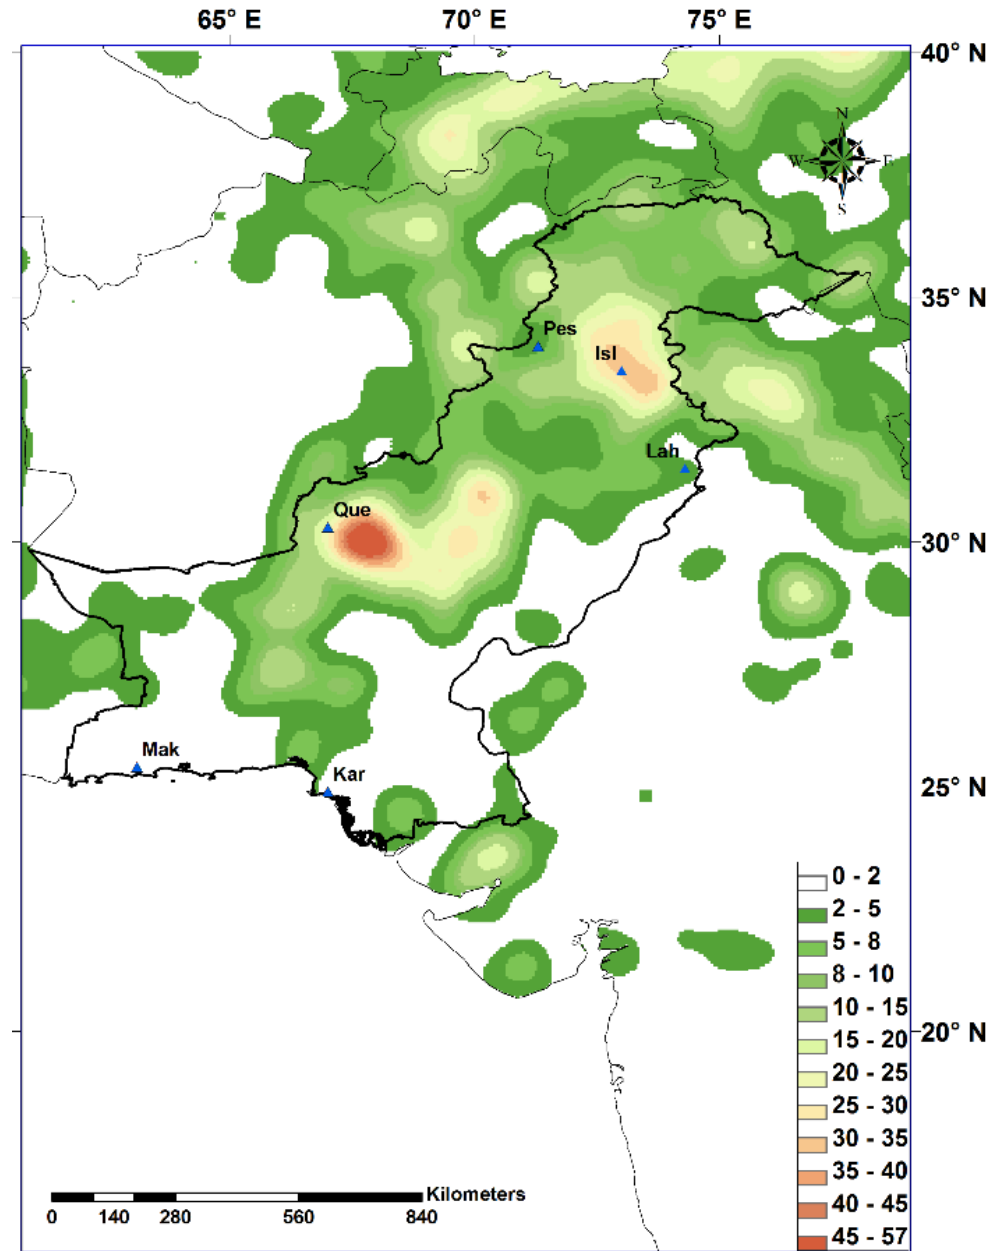 65° E 70° E 75° E
40° N
N
W E
S
35° N
Pes
Isl
Lah
Que
30° N
Mak
Kar
25° N
0 - 2
2 - 5
5 - 8
8 - 10
10 - 15
15 - 20
20° N
20 - 25
25 - 30
30 - 35
35 - 40
Kilometers
40 - 45
0 140 280 560 840
45 - 57